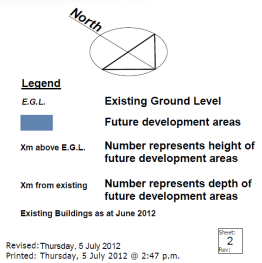 North
Legend
E.G.L. Existing Ground Level
Future development areas
Xm above E.G.L. Number represents height of
future development areas
Xm from existing Number represents depth of
future development areas
Existing Buildings as at June 2012
Sheet:
2
Rev:
Revised: Thursday, 5 July 2012
Printed: Thursday, 5 July 2012 @ 2:47 p.m.